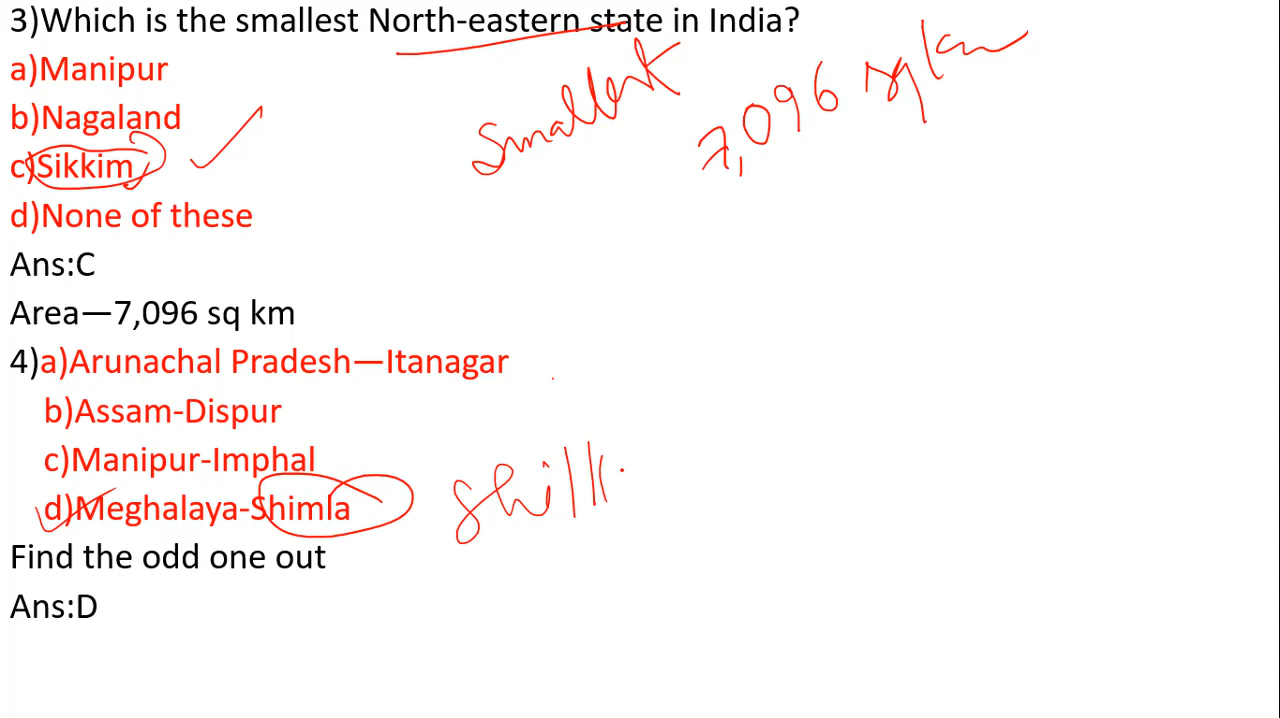 3)Which is the smallest North-eastern state in India?
a)Manipur
b)Nagaland
c)Sikkim
d)None of these
Ans:C
Area—7,096 sq km
4)a)Arunachal Pradesh—Itanagar
b)Assam-Dispur
c)Manipur-Imphal
d)Meghalaya-Shimla
Find the odd one out
Ans:D
Smallest
7,096 sq km
Shill